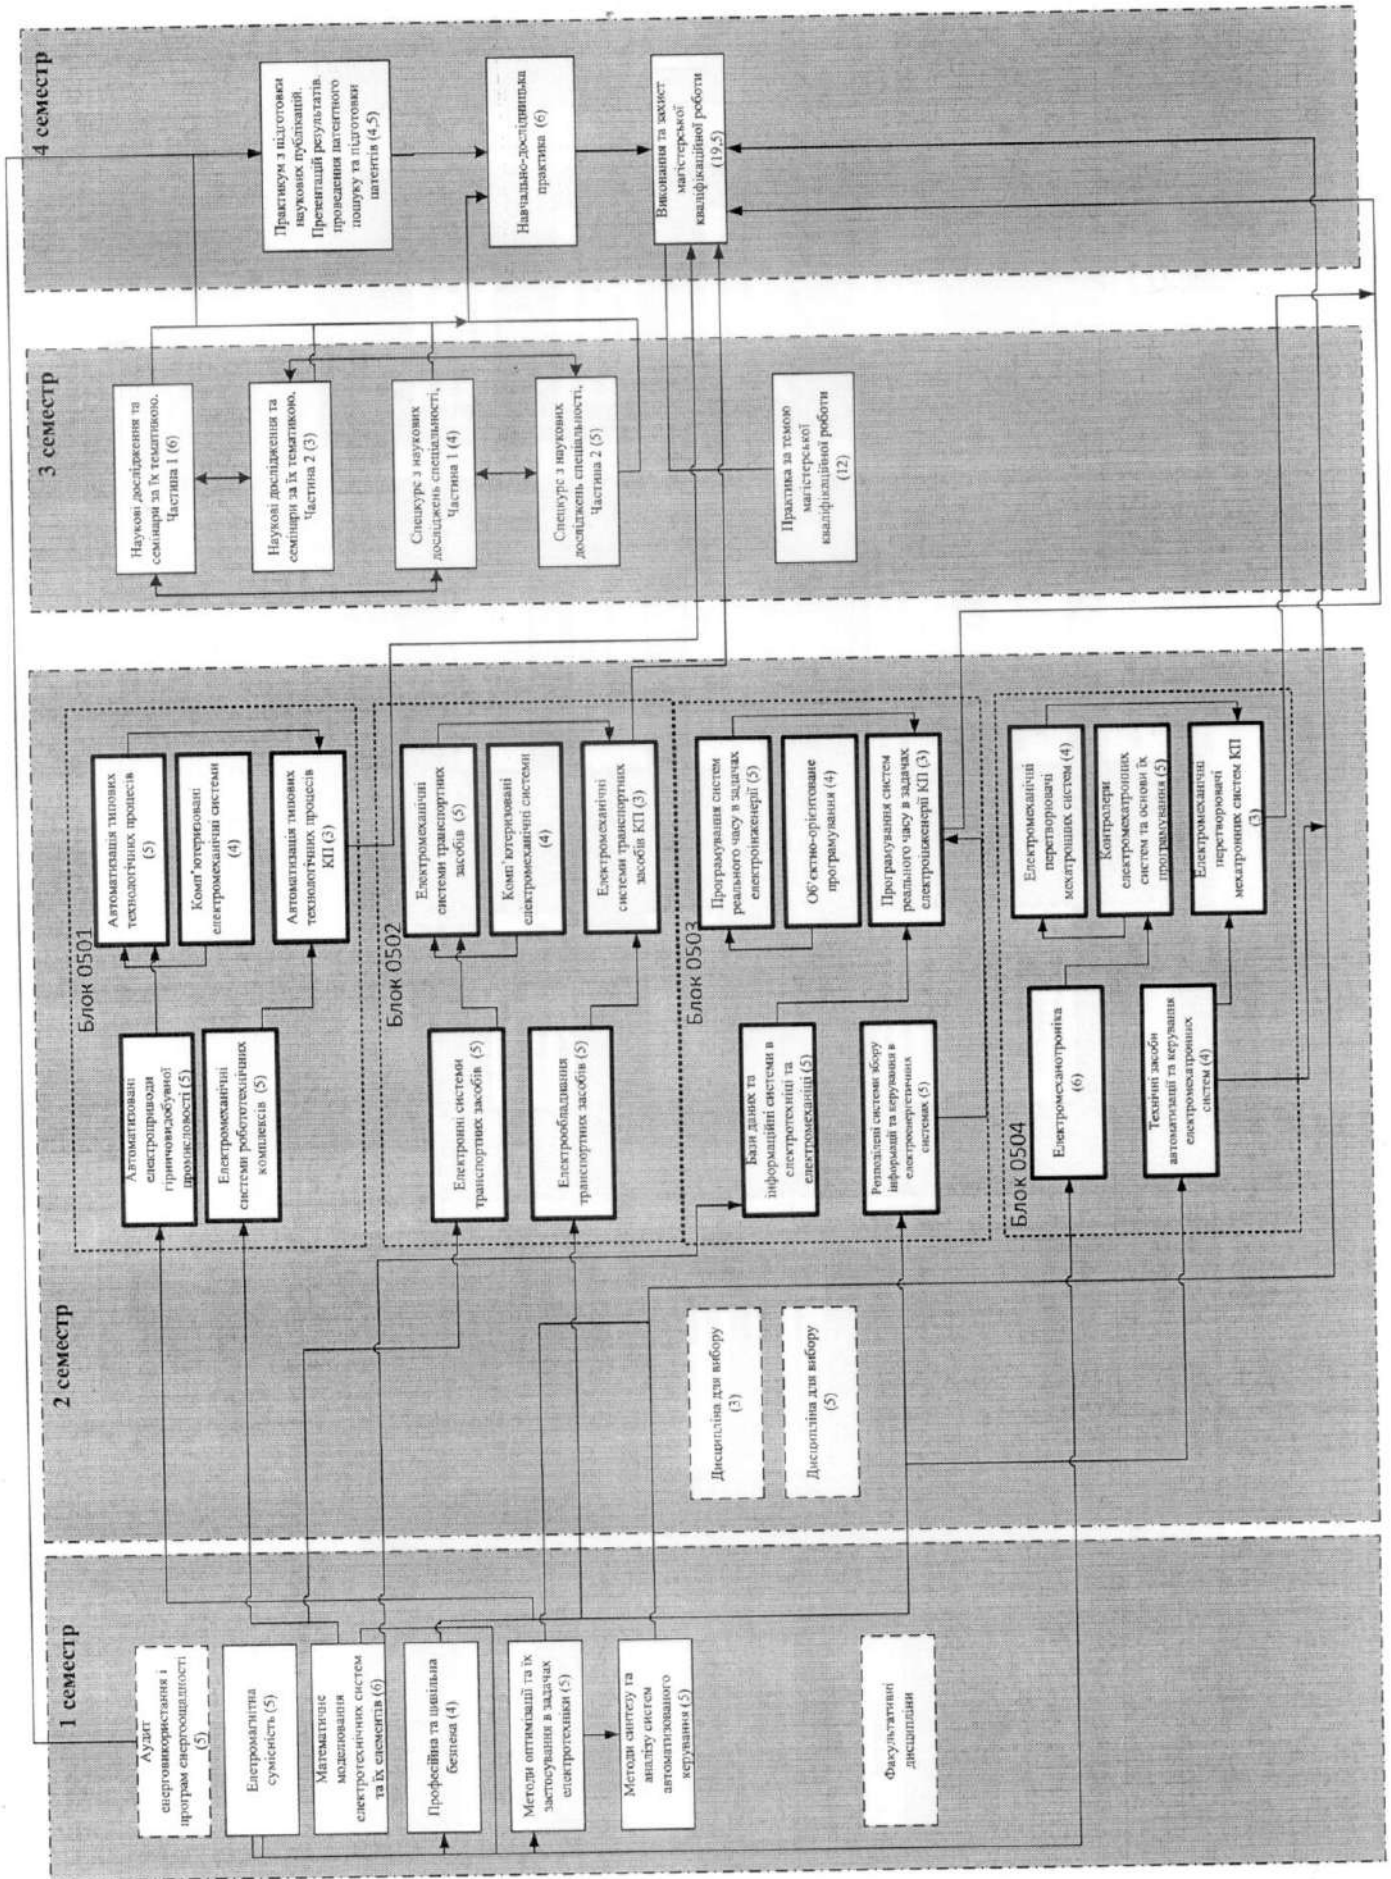 1 семестр
Аудит
енерговикористання і
програм енергоощадності
(5)
Елетромагнітна
сумісність (5)
Математичне
моделювання
електротехнічних систем
та їх елементів (6)
Професійна та цивільна
безпека (4)
Методи оптимізації та їх
застосування в задачах
електротехніки (5)
Методи синтезу та
аналізу систем
автоматизованого
керування (5)
Факультативні
дисципліни
2 семестр
Дисципліна для вибору
(3)
Дисципліна для вибору
(5)
Блок 0501
Автоматизовані
електроприводи
гірничовидобувної
промисловості (5)
Електромеханічні
системи робототехнічних
комплексів (5)
Автоматизація типових
технологічних процесів
(5)
Комп'ютеризовані
електромеханічні системи
(4)
Автоматизація типових
технологічних процесів
КП (3)
Блок 0502
Електронні системи
транспортних засобів (5)
Електрообладнання
транспортних засобів (5)
Електромеханічні
системи транспортних
засобів (5)
Комп'ютеризовані
електромеханічні системи
(4)
Електромеханічні
системи транспортних
засобів КП (3)
Блок 0503
Бази даних та
інформаційні системи в
електротехніці та
електромеханіці (5)
Розподілені системи збору
інформації та керування в
електроенергетичних
системах (5)
Програмування систем
реального часу в задачах
електроінженерії (5)
Об'єктно-орієнтоване
програмування (4)
Програмування систем
реального часу в задачах
електроінженерії КП (3)
Блок 0504
Електромеханотроніка
(6)
Технічні засоби
автоматизації та керування
електромехатронних
систем (4)
Електромеханічні
перетворювачі
мехатронних систем (4)
Контролери
електромехатронних
систем та основи їх
програмування (5)
Електромеханічні
перетворювачі
мехатронних систем КП
(3)
3 семестр
Наукові дослідження та
семінари за їх тематикою.
Частина 1 (6)
Наукові дослідження та
семінари за їх тематикою.
Частина 2 (3)
Спецкурс з наукових
досліджень спеціальності,
Частина 1 (4)
Спецкурс з наукових
досліджень спеціальності,
Частина 2 (5)
Практика за темою
магістерської
кваліфікаційної роботи
(12)
4 семестр
Практикум з підготовки
наукових публікацій.
Презентацій результатів.
проведення патентного
пошуку та підготовки
патентів (4,5)
Навчально-дослідницька
практика (6)
Виконання та захист
магістерської
кваліфікаційної роботи
(19,5)